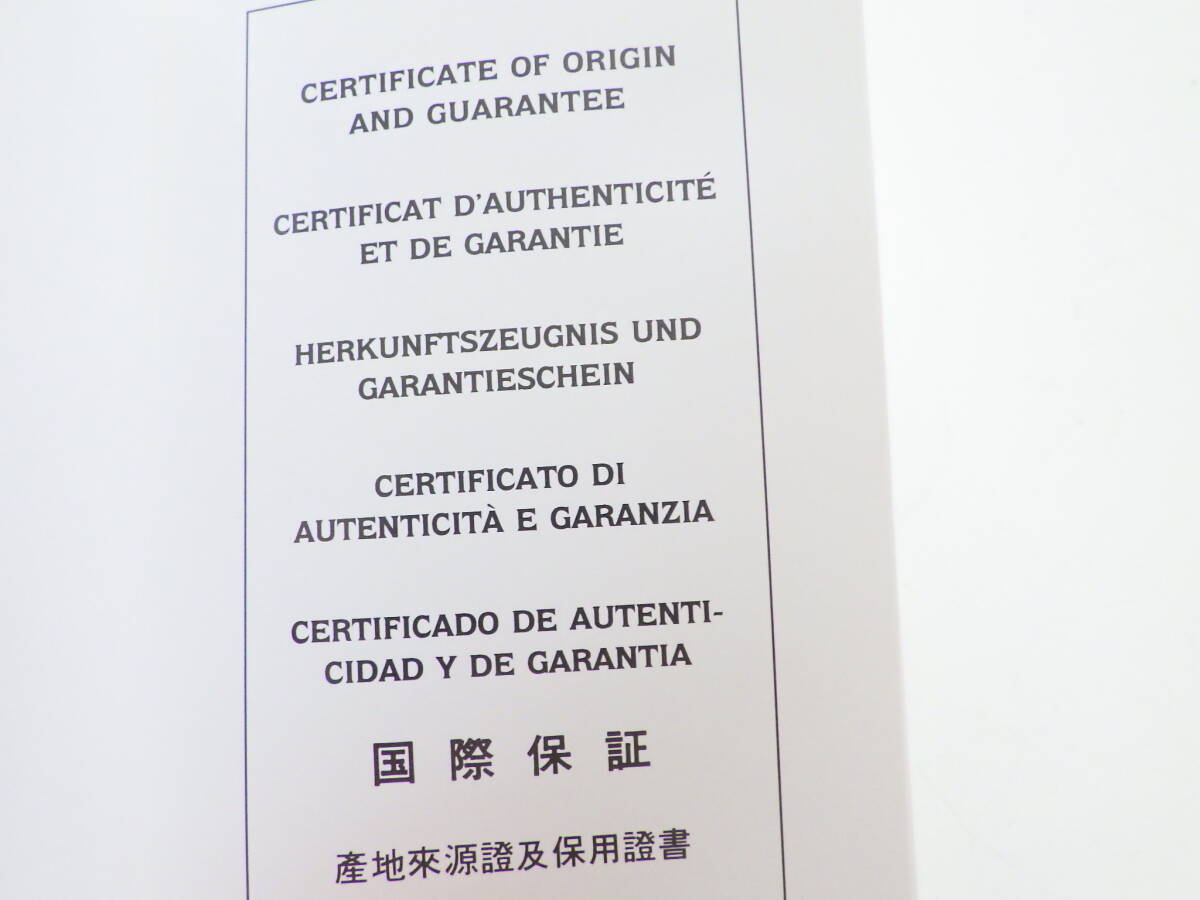 CERTIFICATE OF ORIGIN
AND GUARANTEE
CERTIFICAT D'AUTHENTICITÉ
ET DE GARANTIE
HERKUNFTSZEUGNIS UND
GARANTIESCHEIN
CERTIFICATO DI
AUTENTICITÀ E GARANZIA
CERTIFICADO DE AUTENTI-
CIDAD Y DE GARANTIA
国際保証
產地來源證及保用證書